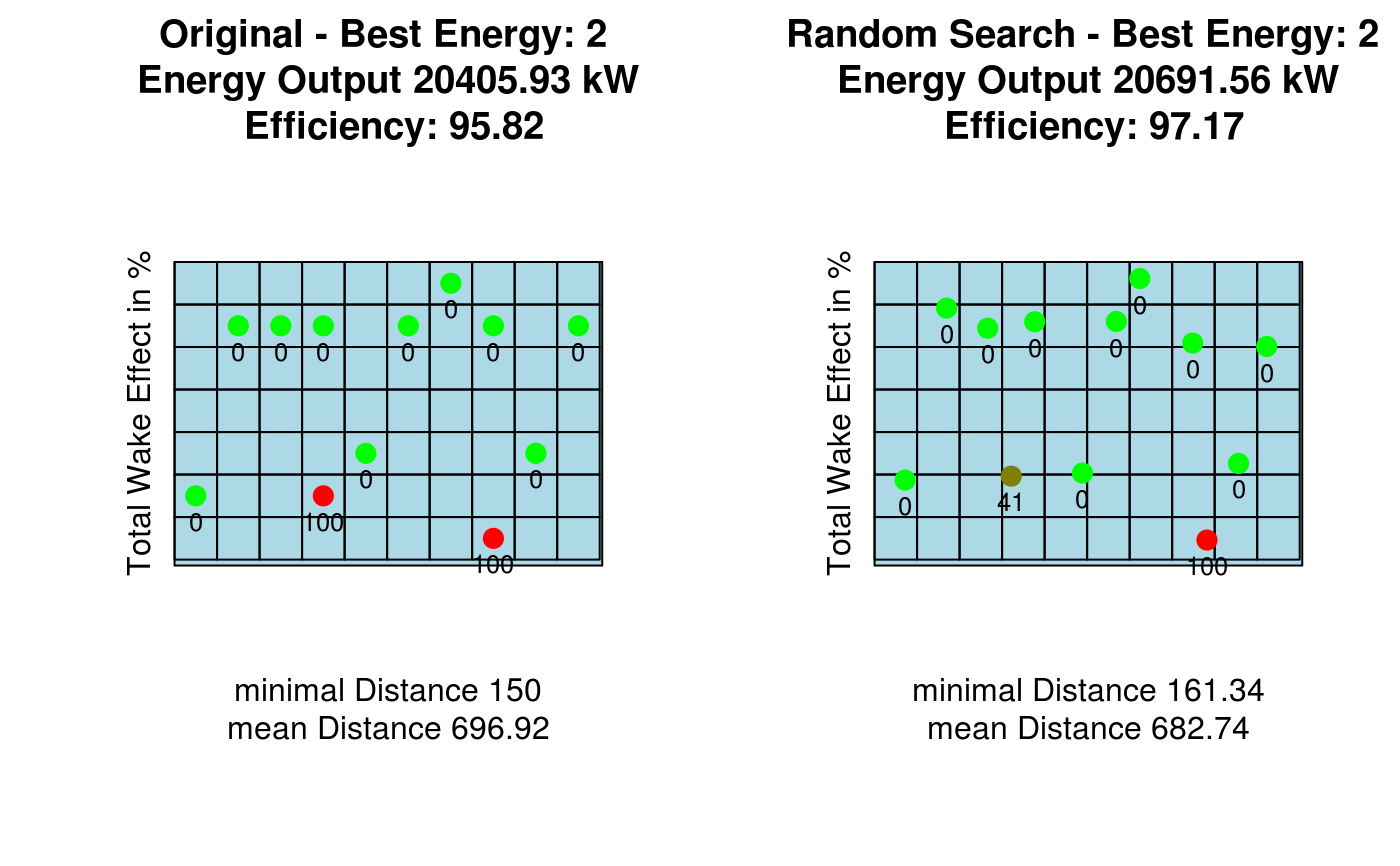 Original - Best Energy: 2
Energy Output 20405.93 kW
Efficiency: 95.82
Total Wake Effect in %
0
0 0 0 0 0 0
0 0
0 100
100
minimal Distance 150
mean Distance 696.92
Random Search - Best Energy: 2
Energy Output 20691.56 kW
Efficiency: 97.17
Total Wake Effect in %
0
0 0 0 0 0 0
0 41 0 0
100
minimal Distance 161.34
mean Distance 682.74